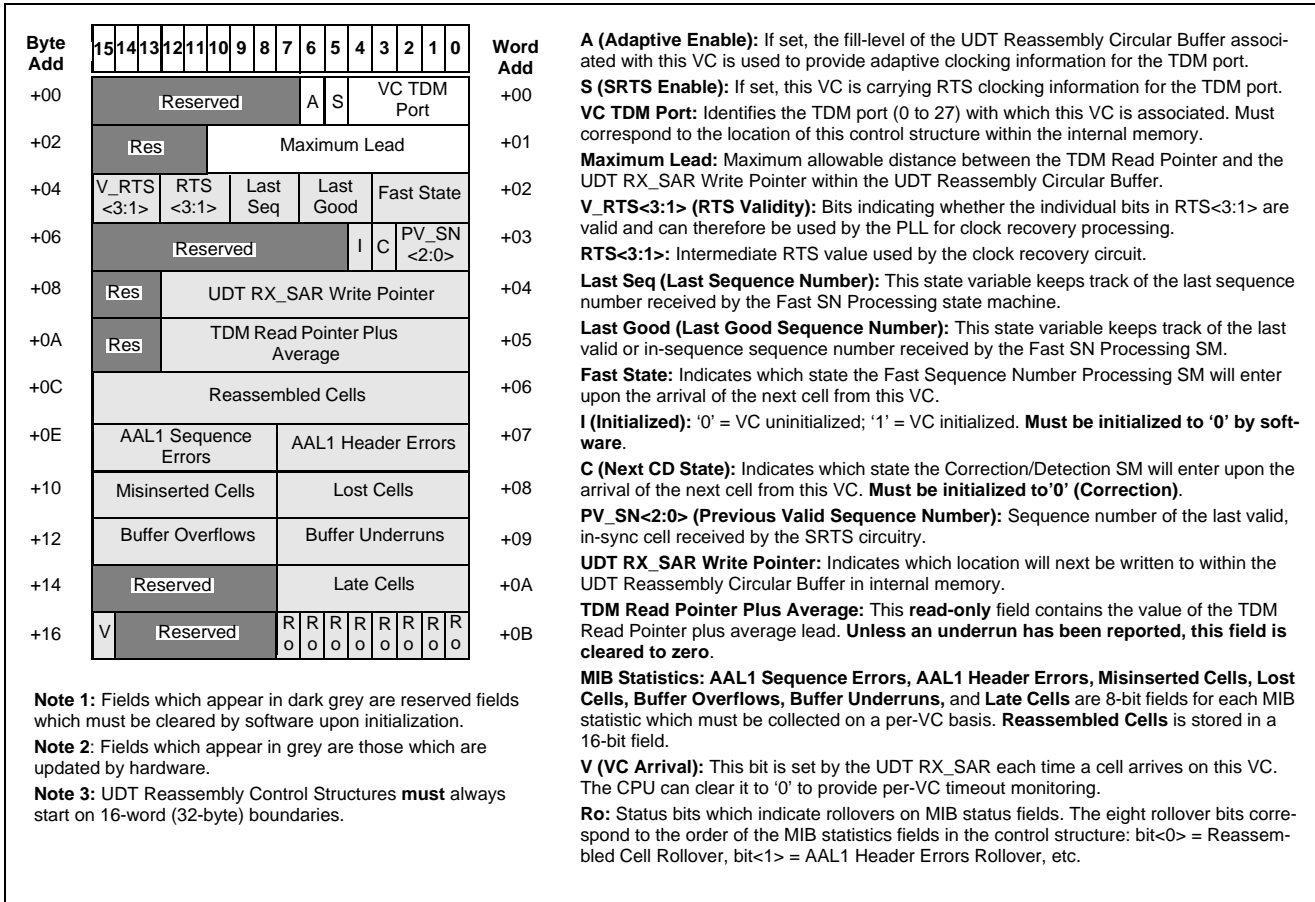 Byte Add 15 14 13 12 11 10 9 8 7 6 5 4 3 2 1 0 Word Add
+00 Reserved A S VC TDM Port +00
+02 Res Maximum Lead +01
+04 V_RTS <3:1> RTS <3:1> Last Seq Last Good Fast State +02
+06 Reserved I C PV_SN <2:0> +03
+08 Res UDT RX_SAR Write Pointer +04
+0A Res TDM Read Pointer Plus Average +05
+0C Reassembled Cells +06
+0E AAL1 Sequence Errors AAL1 Header Errors +07
+10 Misinserted Cells Lost Cells +08
+12 Buffer Overflows Buffer Underruns +09
+14 Reserved Late Cells +0A
+16 V Reserved Ro Ro Ro Ro Ro Ro Ro Ro +0B
Note 1: Fields which appear in dark grey are reserved fields
which must be cleared by software upon initialization.
Note 2: Fields which appear in grey are those which are
updated by hardware.
Note 3: UDT Reassembly Control Structures must always
start on 16-word (32-byte) boundaries.
A (Adaptive Enable): If set, the fill-level of the UDT Reassembly Circular Buffer associ-
ated with this VC is used to provide adaptive clocking information for the TDM port.
S (SRTS Enable): If set, this VC is carrying RTS clocking information for the TDM port.
VC TDM Port: Identifies the TDM port (0 to 27) with which this VC is associated. Must
correspond to the location of this control structure within the internal memory.
Maximum Lead: Maximum allowable distance between the TDM Read Pointer and the
UDT RX_SAR Write Pointer within the UDT Reassembly Circular Buffer.
V_RTS<3:1> (RTS Validity): Bits indicating whether the individual bits in RTS<3:1> are
valid and can therefore be used by the PLL for clock recovery processing.
RTS<3:1>: Intermediate RTS value used by the clock recovery circuit.
Last Seq (Last Sequence Number): This state variable keeps track of the last sequence
number received by the Fast SN Processing state machine.
Last Good (Last Good Sequence Number): This state variable keeps track of the last
valid or in-sequence sequence number received by the Fast SN Processing SM.
Fast State: Indicates which state the Fast Sequence Number Processing SM will enter
upon the arrival of the next cell from this VC.
I (Initialized): ‘0’ = VC uninitialized; ‘1’ = VC initialized. Must be initialized to ‘0’ by soft-
ware.
C (Next CD State): Indicates which state the Correction/Detection SM will enter upon the
arrival of the next cell from this VC. Must be initialized to’0’ (Correction).
PV_SN<2:0> (Previous Valid Sequence Number): Sequence number of the last valid,
in-sync cell received by the SRTS circuitry.
UDT RX_SAR Write Pointer: Indicates which location will next be written to within the
UDT Reassembly Circular Buffer in internal memory.
TDM Read Pointer Plus Average: This read-only field contains the value of the TDM
Read Pointer plus average lead. Unless an underrun has been reported, this field is
cleared to zero.
MIB Statistics: AAL1 Sequence Errors, AAL1 Header Errors, Misinserted Cells, Lost
Cells, Buffer Overflows, Buffer Underruns, and Late Cells are 8-bit fields for each MIB
statistic which must be collected on a per-VC basis. Reassembled Cells is stored in a
16-bit field.
V (VC Arrival): This bit is set by the UDT RX_SAR each time a cell arrives on this VC.
The CPU can clear it to ‘0’ to provide per-VC timeout monitoring.
Ro: Status bits which indicate rollovers on MIB status fields. The eight rollover bits corre-
spond to the order of the MIB statistics fields in the control structure: bit<0> = Reassem-
bled Cell Rollover, bit<1> = AAL1 Header Errors Rollover, etc.